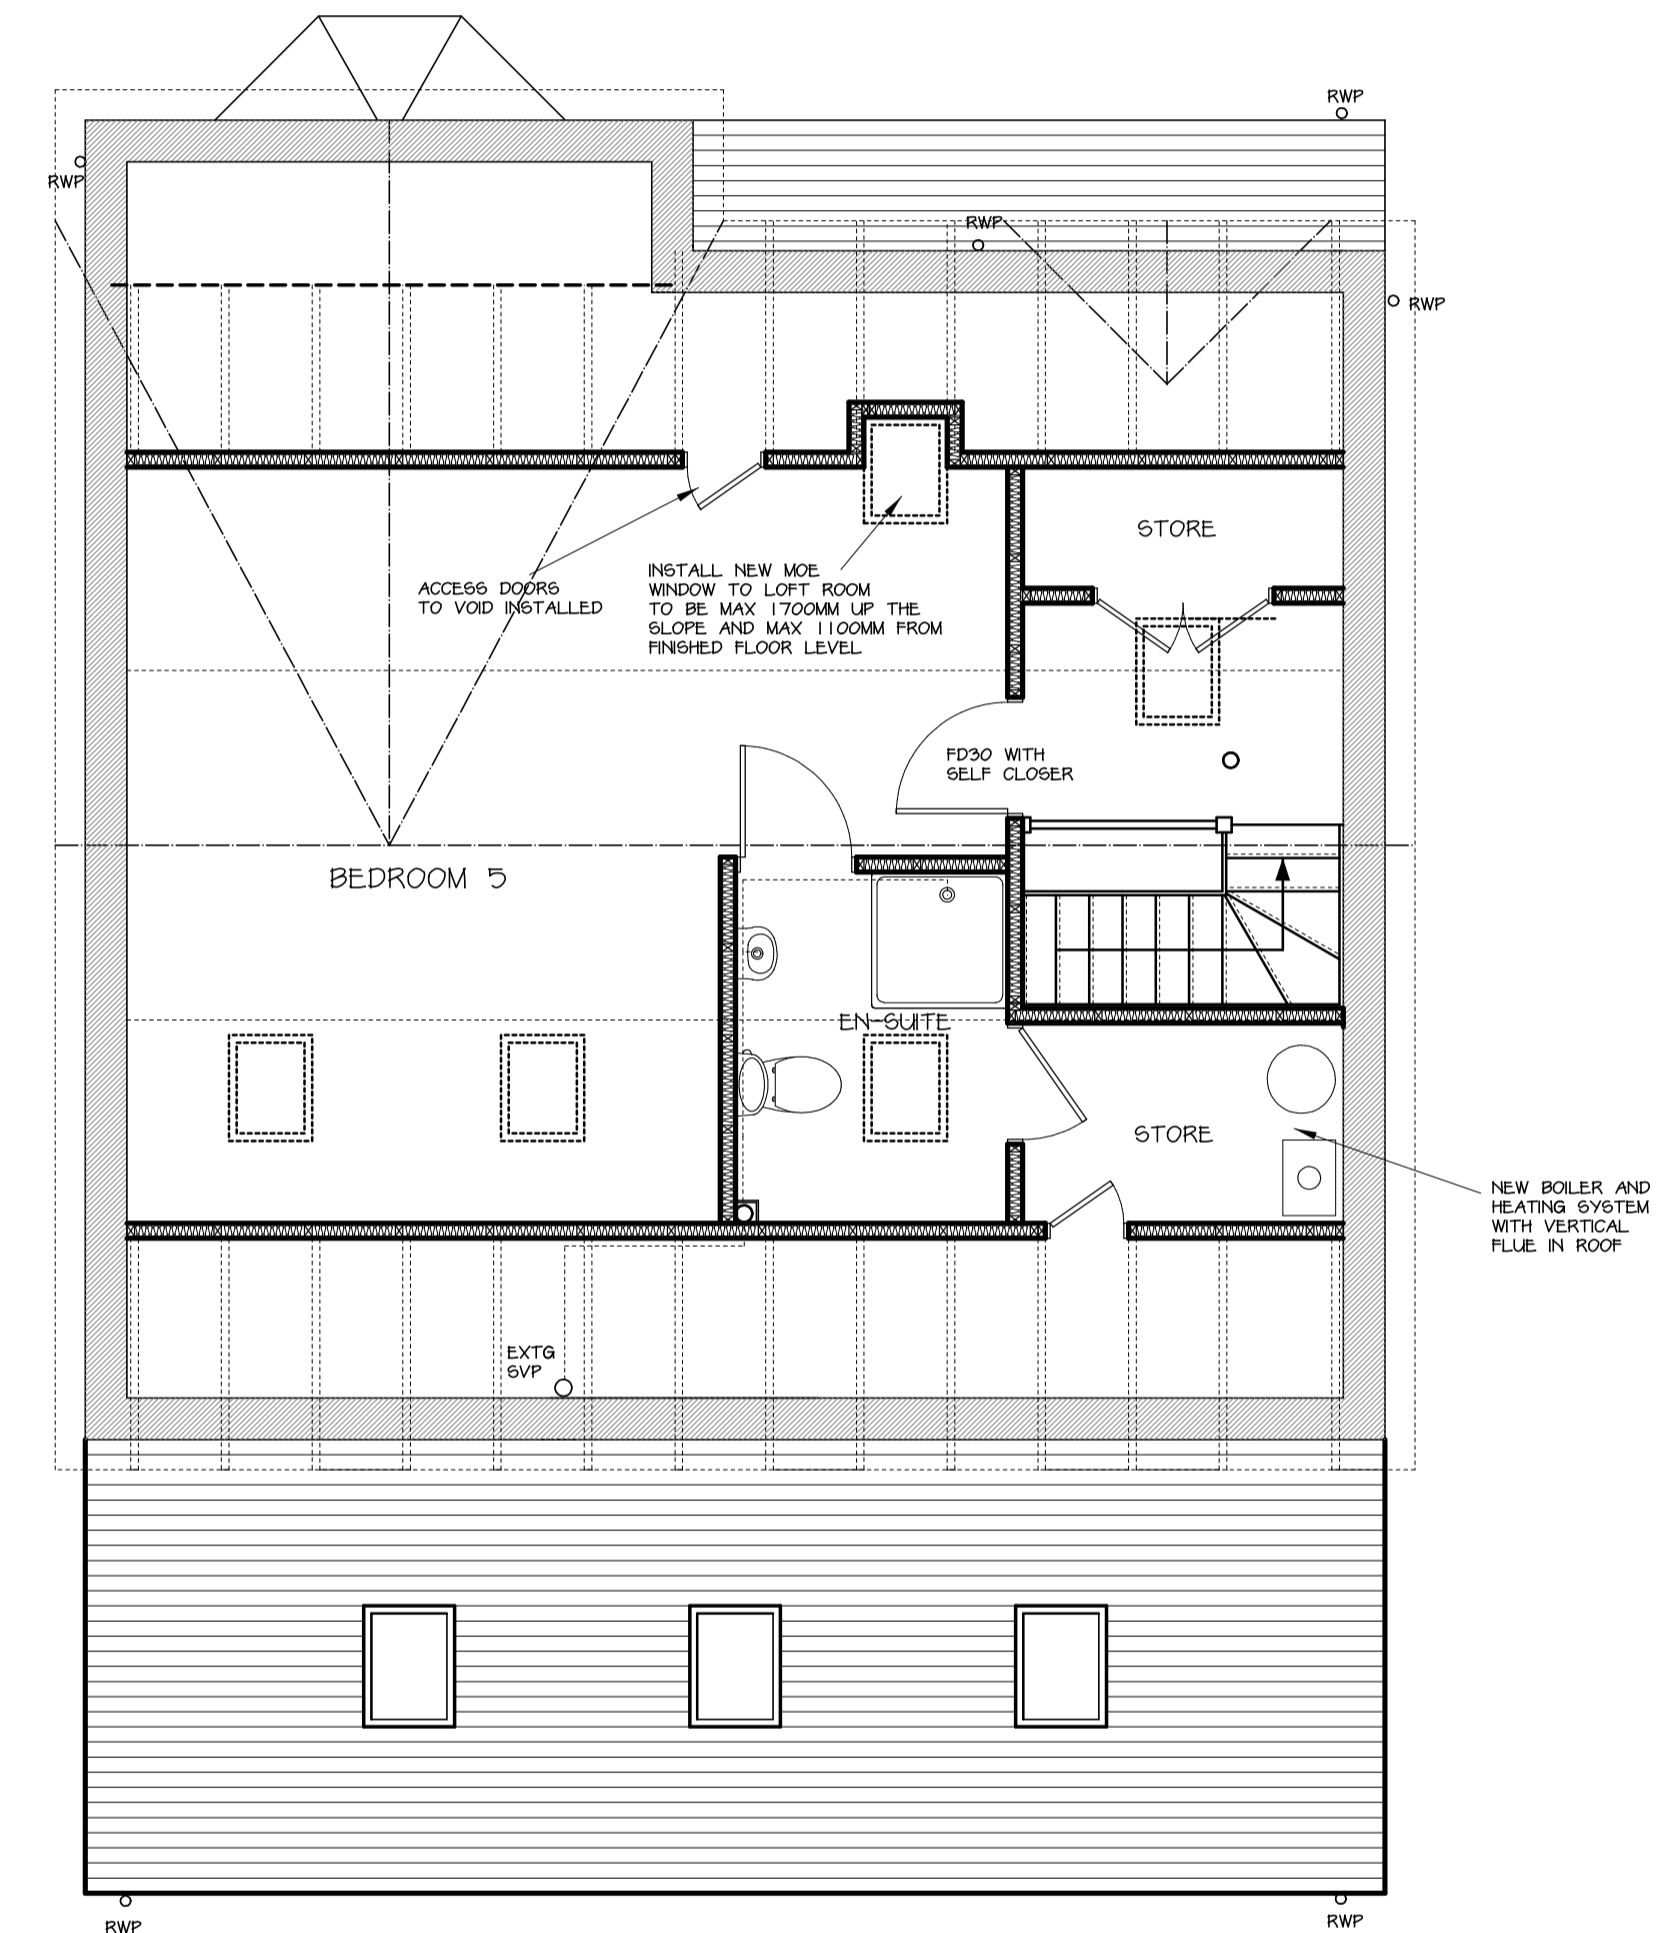 RWP
RWP
RWP
RWP
STORE
ACCESS DOORS
TO VOID INSTALLED
INSTALL NEW MOE
WINDOW TO LOFT ROOM
TO BE MAX 1700MM UP THE
SLOPE AND MAX 1100MM FROM
FINISHED FLOOR LEVEL
FD30 WITH
SELF CLOSER
BEDROOM 5
EN-SUITE
STORE
NEW BOILER AND
HEATING SYSTEM
WITH VERTICAL
FLUE IN ROOF
EXTG
SVP
RWP
RWP